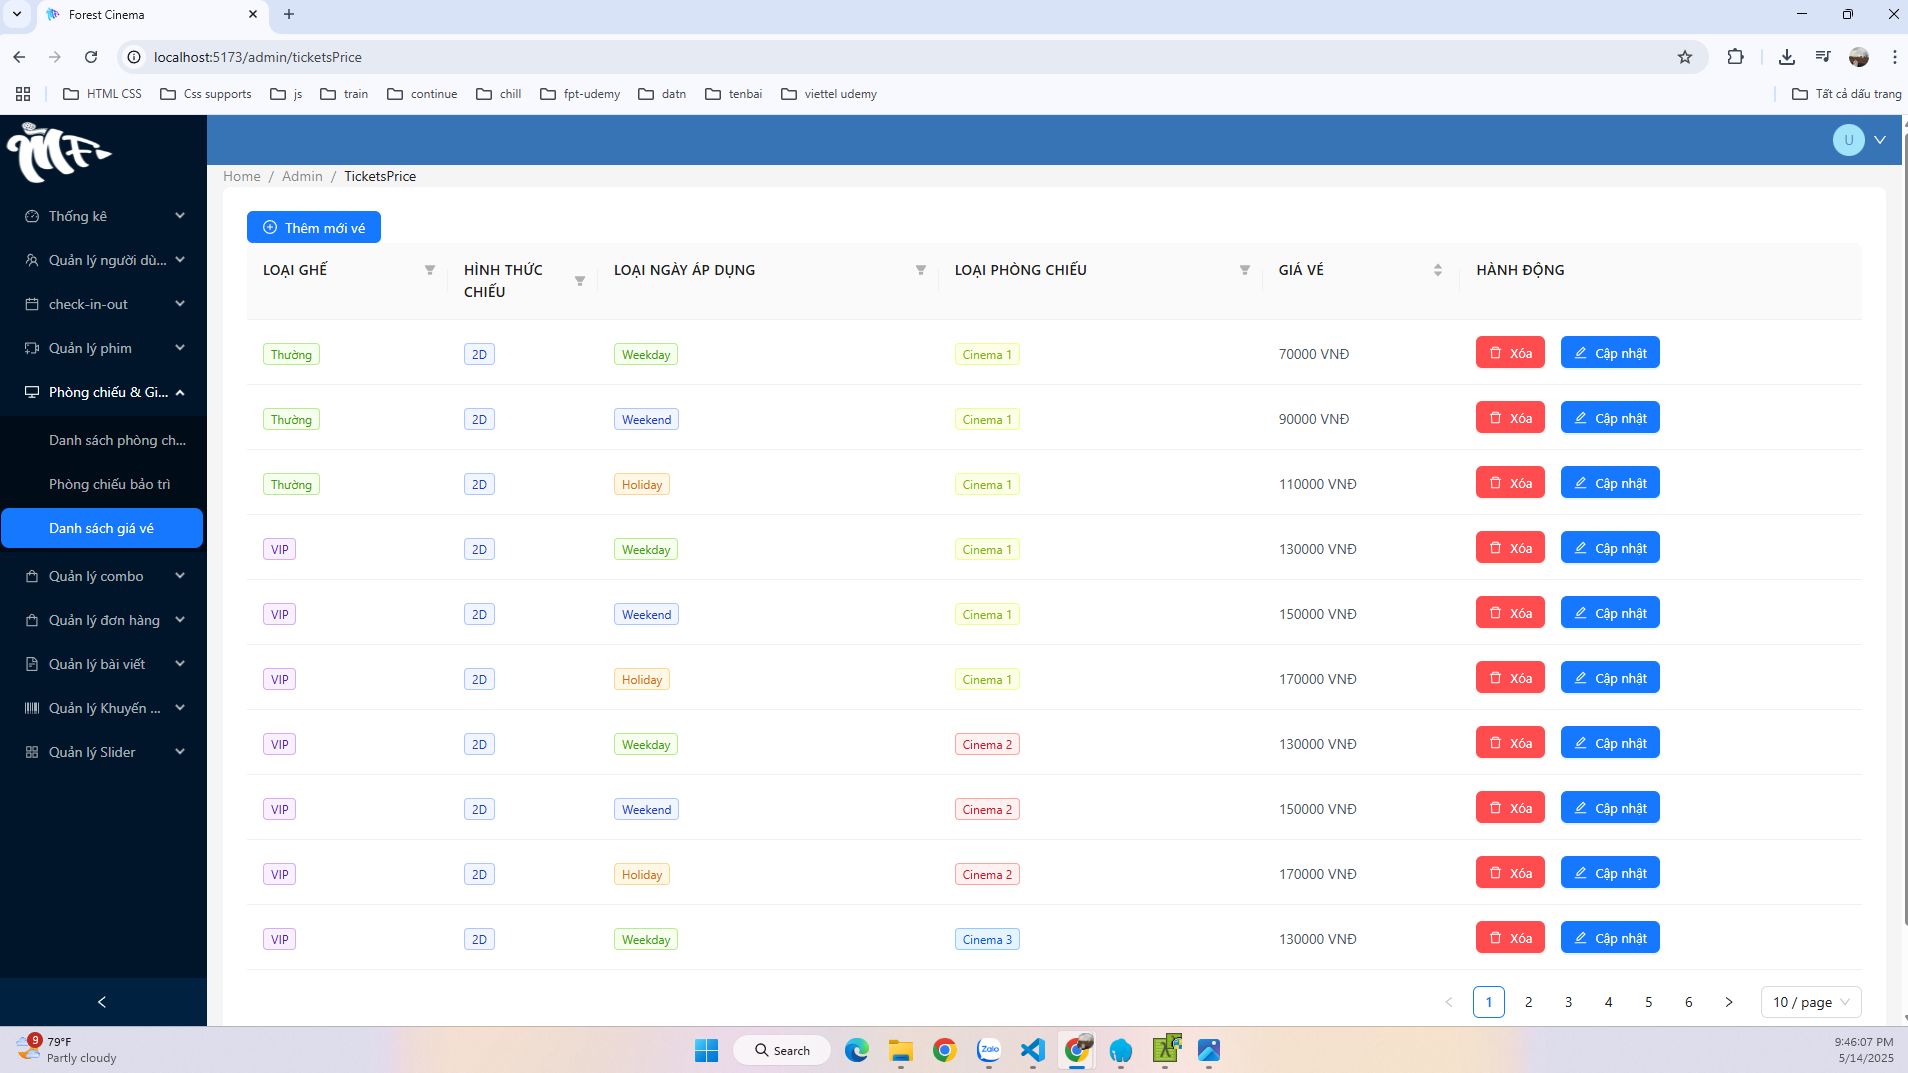 Forest Cinema
localhost:5173/admin/ticketsPrice
HTML CSS
Css supports
js
train
continue
chill
fpt-udemy
datn
tenbai
viettel udemy
Tất cả dấu trang
MF
U
Home / Admin / TicketsPrice
Thống kê
Quản lý người dù...
check-in-out
Quản lý phim
Phòng chiếu & Gi...
Danh sách phòng ch...
Phòng chiếu bảo trì
Danh sách giá vé
Quản lý combo
Quản lý đơn hàng
Quản lý bài viết
Quản lý Khuyến ...
Quản lý Slider
Thêm mới vé
LOẠI GHẾ HÌNH THỨC CHIẾU LOẠI NGÀY ÁP DỤNG LOẠI PHÒNG CHIẾU GIÁ VÉ HÀNH ĐỘNG
Thường 2D Weekday Cinema 1 70000 VNĐ Xóa Cập nhật
Thường 2D Weekend Cinema 1 90000 VNĐ Xóa Cập nhật
Thường 2D Holiday Cinema 1 110000 VNĐ Xóa Cập nhật
VIP 2D Weekday Cinema 1 130000 VNĐ Xóa Cập nhật
VIP 2D Weekend Cinema 1 150000 VNĐ Xóa Cập nhật
VIP 2D Holiday Cinema 1 170000 VNĐ Xóa Cập nhật
VIP 2D Weekday Cinema 2 130000 VNĐ Xóa Cập nhật
VIP 2D Weekend Cinema 2 150000 VNĐ Xóa Cập nhật
VIP 2D Holiday Cinema 2 170000 VNĐ Xóa Cập nhật
VIP 2D Weekday Cinema 3 130000 VNĐ Xóa Cập nhật
1 2 3 4 5 6 10 / page
9
79°F
Partly cloudy
Search
Zalo
9:46:07 PM
5/14/2025